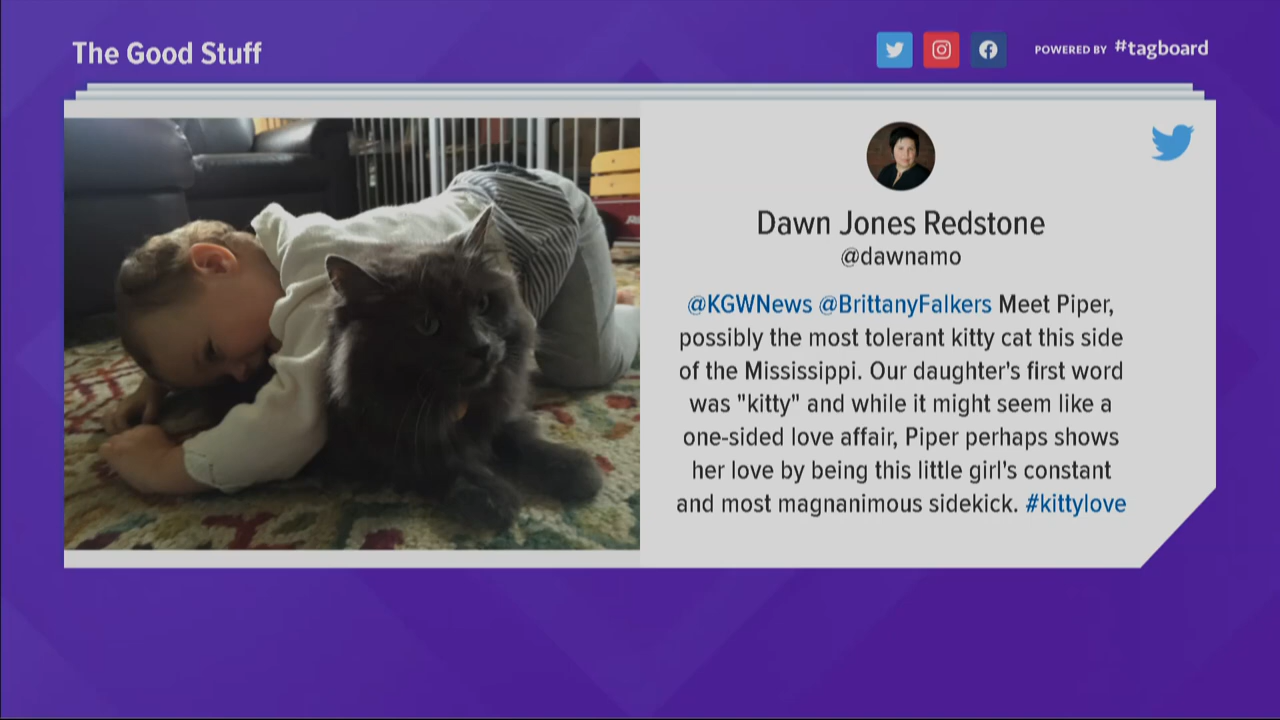 The Good Stuff
POWERED BY #tagboard
Dawn Jones Redstone
@dawnamo
@KGWNews @BrittanyFalkers Meet Piper,
possibly the most tolerant kitty cat this side
of the Mississippi. Our daughter's first word
was "kitty" and while it might seem like a
one-sided love affair, Piper perhaps shows
her love by being this little girl's constant
and most magnanimous sidekick. #kittylove